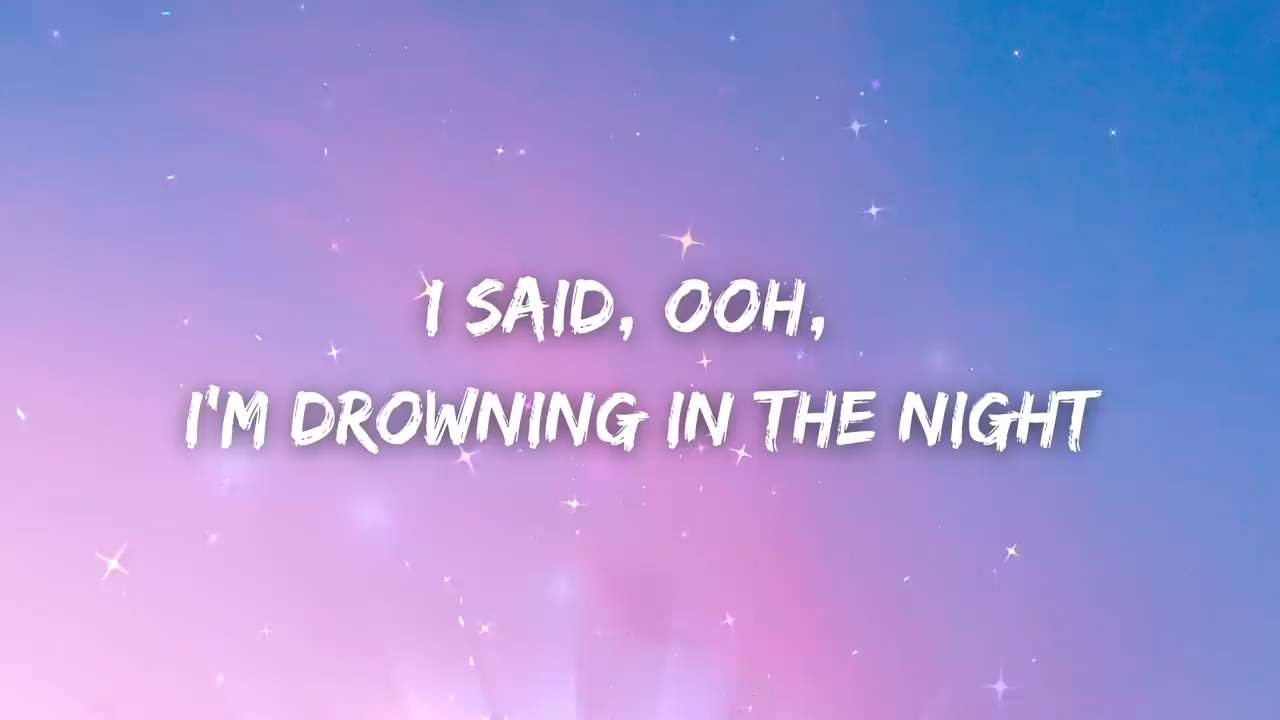 I SAID, OOH,
I'M DROWNING IN THE NIGHT